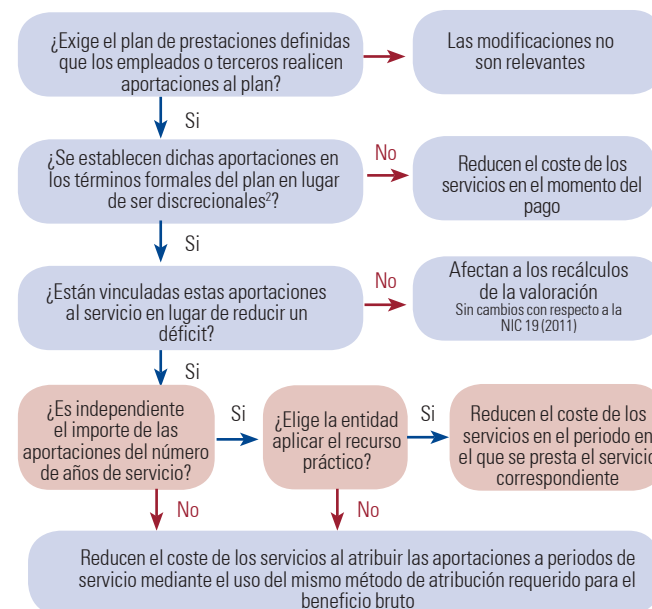 ¿Exige el plan de prestaciones definidas
que los empleados o terceros realicen
aportaciones al plan?
Las modificaciones no
son relevantes
Si
¿Se establecen dichas aportaciones en
los términos formales del plan en lugar
de ser discrecionales²?
No
Reducen el coste de los
servicios en el momento del
pago
Si
¿Están vinculadas estas aportaciones
al servicio en lugar de reducir un
déficit?
No
Afectan a los recálculos
de la valoración
Sin cambios con respecto a la
NIC 19 (2011)
Si
¿Es independiente
el importe de las
aportaciones del número
de años de servicio?
Si
¿Elige la entidad
aplicar el recurso
práctico?
Si
Reducen el coste de los
servicios en el periodo en
el que se presta el servicio
correspondiente
No
No
Reducen el coste de los servicios al atribuir las aportaciones a periodos de
servicio mediante el uso del mismo método de atribución requerido para el
beneficio bruto